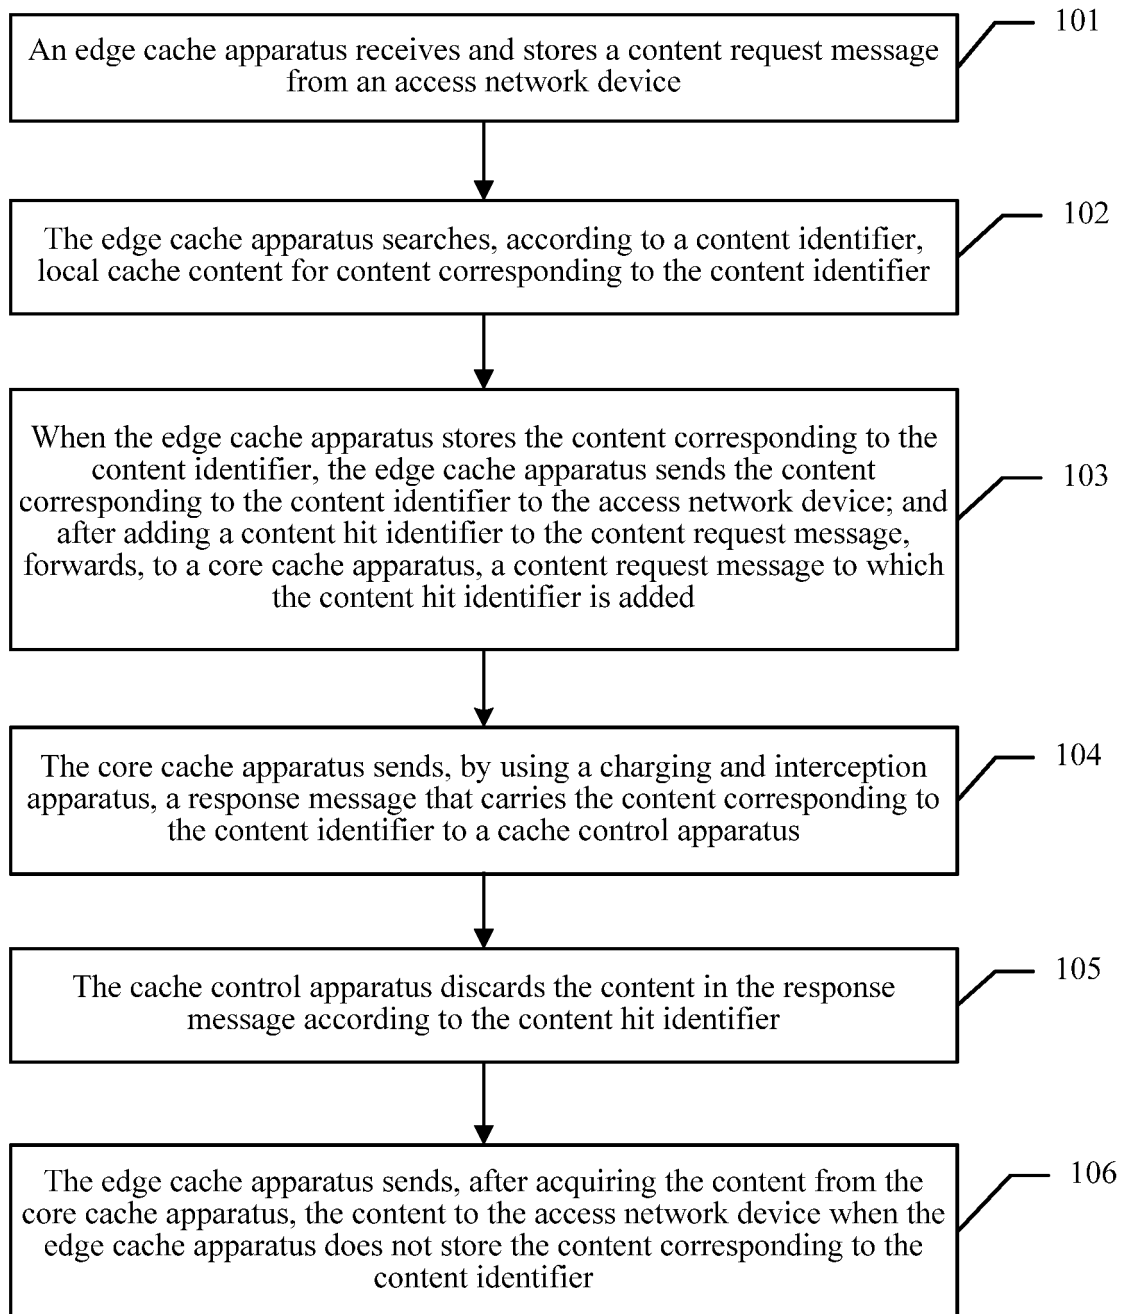 An edge cache apparatus receives and stores a content request message
from an access network device
101
The edge cache apparatus searches, according to a content identifier,
local cache content for content corresponding to the content identifier
102
When the edge cache apparatus stores the content corresponding to the
content identifier, the edge cache apparatus sends the content
corresponding to the content identifier to the access network device; and
after adding a content hit identifier to the content request message,
forwards, to a core cache apparatus, a content request message to which
the content hit identifier is added
103
The core cache apparatus sends, by using a charging and interception
apparatus, a response message that carries the content corresponding to
the content identifier to a cache control apparatus
104
The cache control apparatus discards the content in the response
message according to the content hit identifier
105
The edge cache apparatus sends, after acquiring the content from the
core cache apparatus, the content to the access network device when the
edge cache apparatus does not store the content corresponding to the
content identifier
106